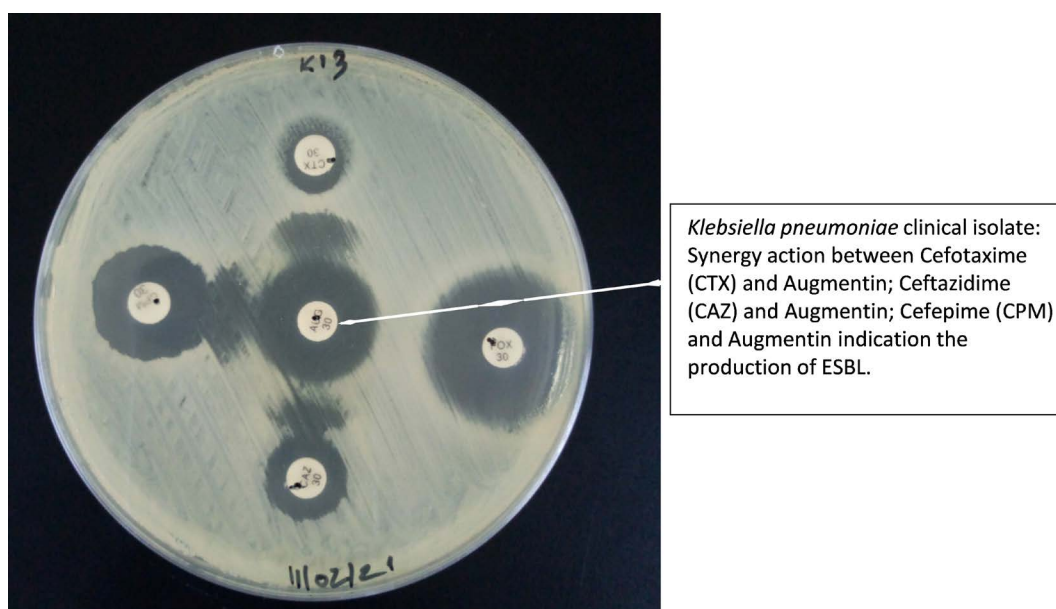 K13
CTX
30
30
AUG
30
FOX
30
CAZ
30
11/02/21
Klebsiella pneumoniae clinical isolate:
Synergy action between Cefotaxime
(CTX) and Augmentin; Ceftazidime
(CAZ) and Augmentin; Cefepime (CPM)
and Augmentin indication the
production of ESBL.